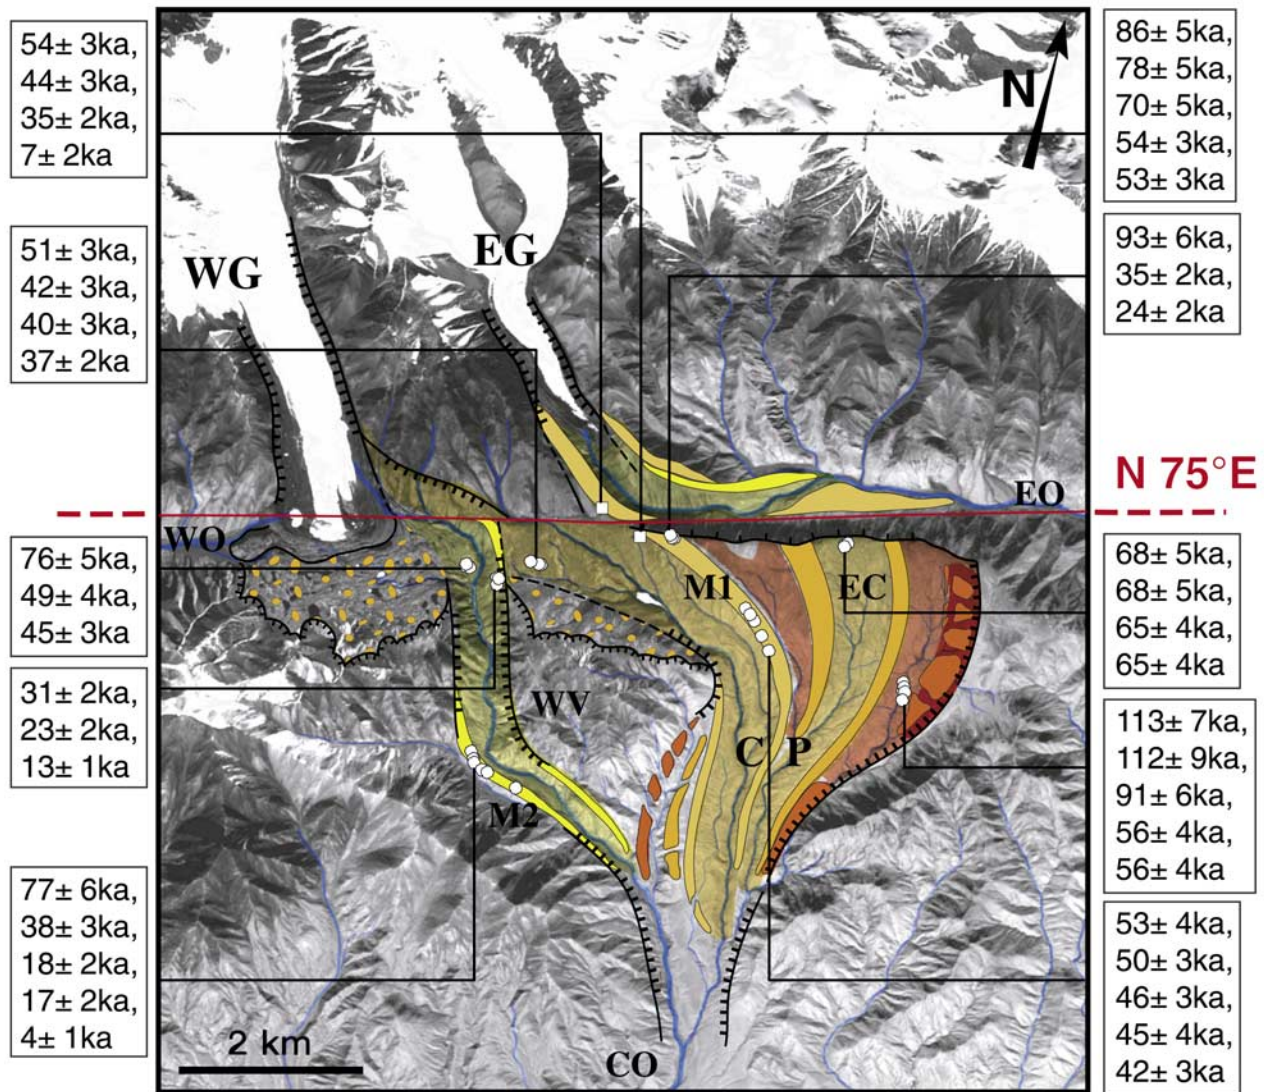 54± 3ka,
44± 3ka,
35± 2ka,
7± 2ka
51± 3ka,
42± 3ka,
40± 3ka,
37± 2ka
76± 5ka,
49± 4ka,
45± 3ka
31± 2ka,
23± 2ka,
13± 1ka
77± 6ka,
38± 3ka,
18± 2ka,
17± 2ka,
4± 1ka
N
WG
EG
EO
WO
M1
EC
WV
C P
M2
2 km
CO
86± 5ka,
78± 5ka,
70± 5ka,
54± 3ka,
53± 3ka
93± 6ka,
35± 2ka,
24± 2ka
N 75°E
68± 5ka,
68± 5ka,
65± 4ka,
65± 4ka
113± 7ka,
112± 9ka,
91± 6ka,
56± 4ka,
56± 4ka
53± 4ka,
50± 3ka,
46± 3ka,
45± 4ka,
42± 3ka